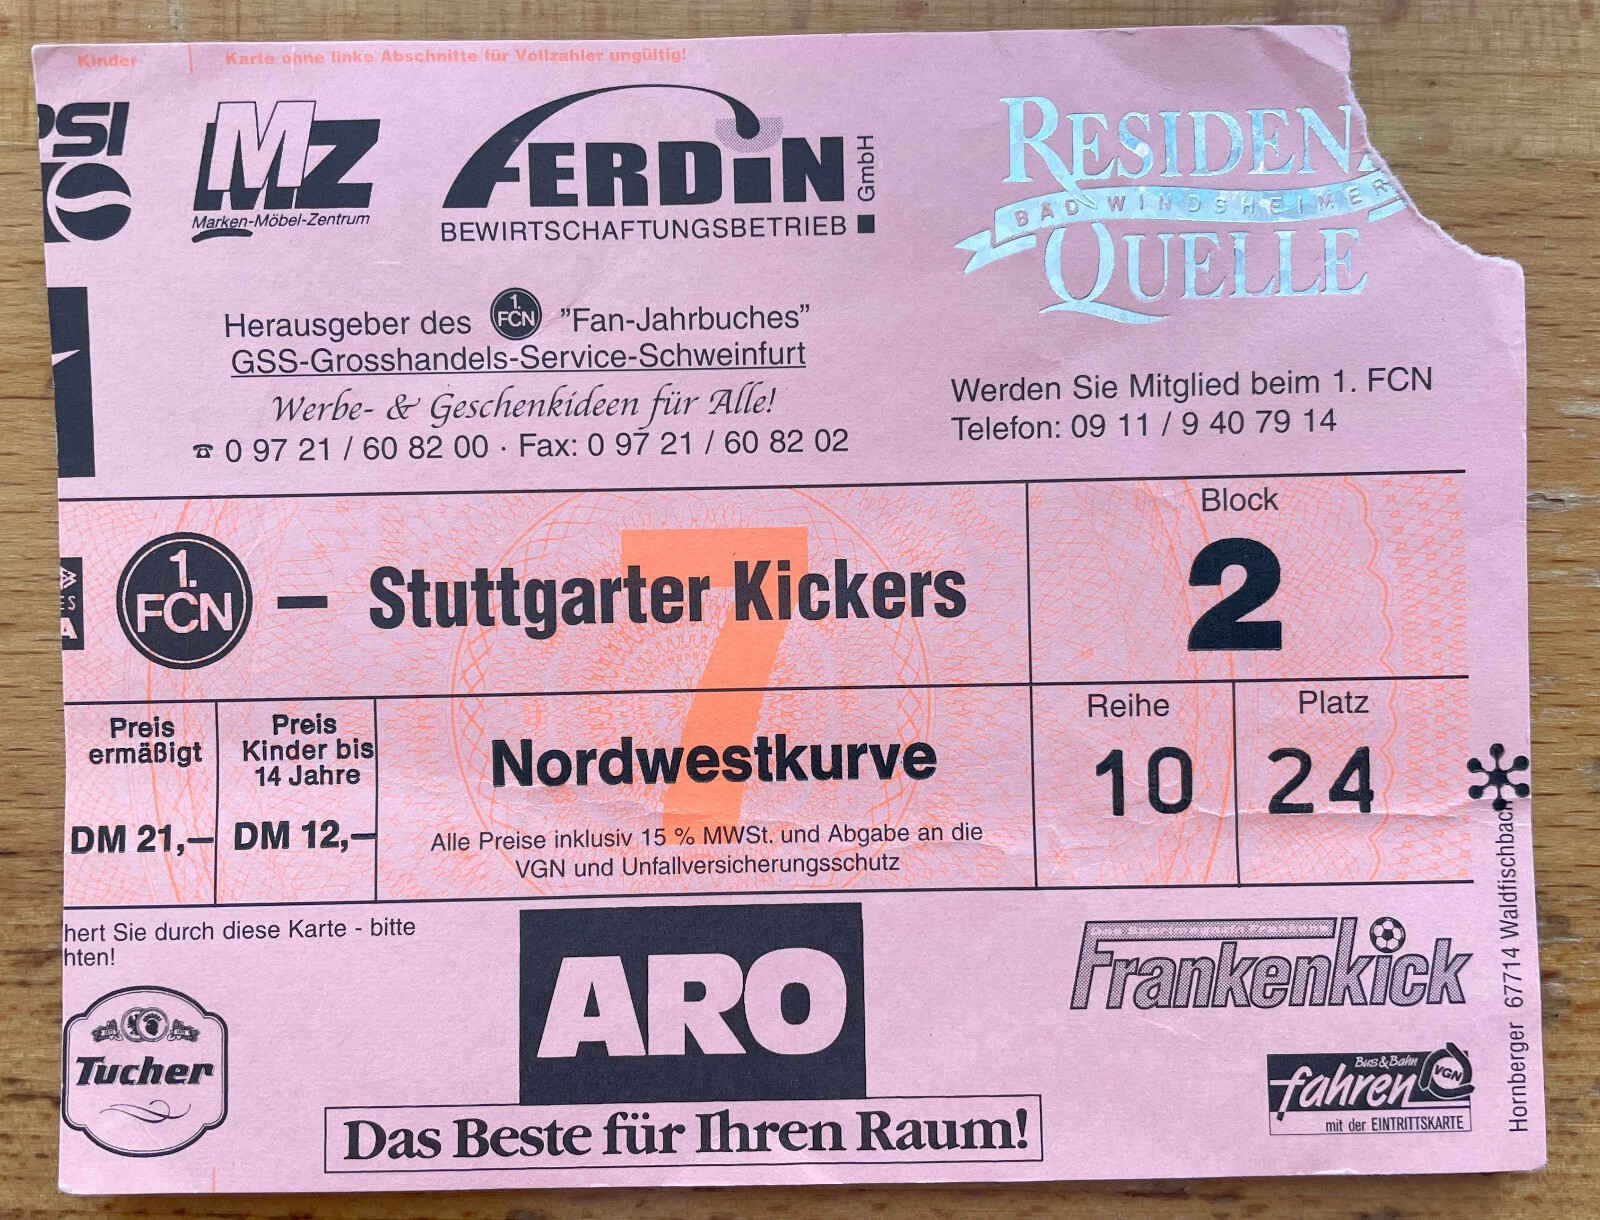 Kinder
Karte ohne linke Abschnitte für Vollzahler ungültig!
PSI
MZ
Marken-Möbel-Zentrum
FERDIN GmbH
BEWIRTSCHAFTUNGSBETRIEB
RESIDENZ
BAD WINDSHEIMER
QUELLE
Herausgeber des 1. FCN "Fan-Jahrbuches"
GSS-Grosshandels-Service-Schweinfurt
Werbe- & Geschenkideen für Alle!
☎ 0 97 21 / 60 82 00 · Fax: 0 97 21 / 60 82 02
Werden Sie Mitglied beim 1. FCN
Telefon: 09 11 / 9 40 79 14
7
1. FCN – Stuttgarter Kickers
Block
2
Preis
ermäßigt
DM 21,–
Preis
Kinder bis
14 Jahre
DM 12,–
Nordwestkurve
Alle Preise inklusiv 15 % MWSt. und Abgabe an die
VGN und Unfallversicherungsschutz
Reihe
10
Platz
24
hert Sie durch diese Karte - bitte
hten!
Tucher
ARO
Das Beste für Ihren Raum!
Frankenkick
Bus & Bahn
fahren
VGN
mit der EINTRITTSKARTE
Hornberger 67714 Waldfischbach